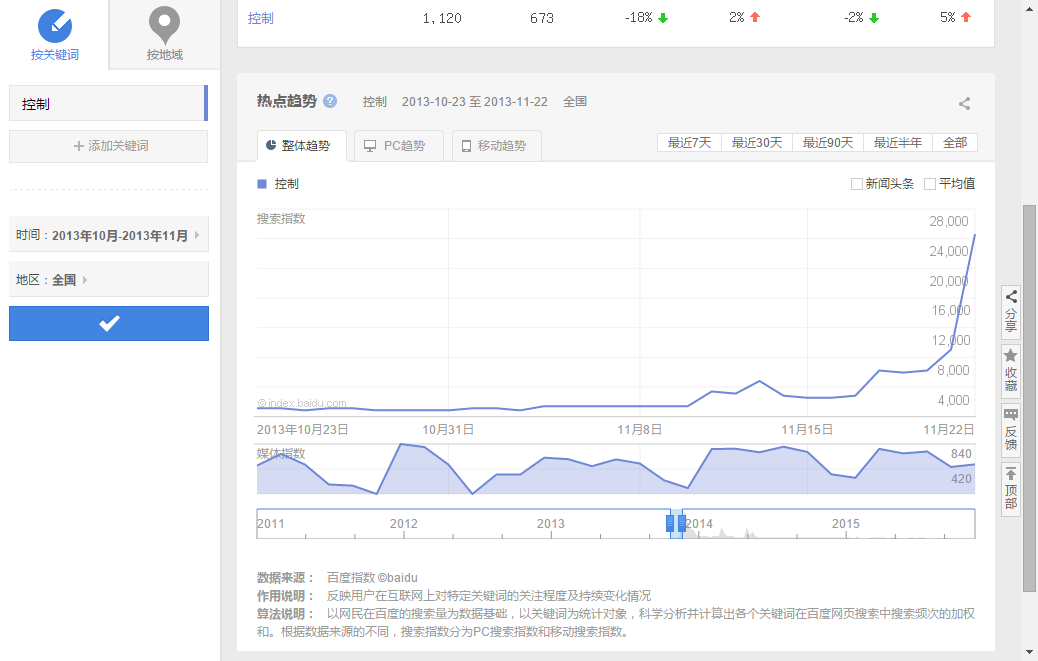 按关键词
按地域
控制
+ 添加关键词
时间：2013年10月-2013年11月
地区：全国
控制 1,120 673 -18% 2% -2% 5%
热点趋势 ? 控制 2013-10-23 至 2013-11-22 全国
整体趋势 PC趋势 移动趋势
最近7天 最近30天 最近90天 最近半年 全部
控制 新闻头条 平均值
搜索指数
28,000
24,000
20,000
16,000
12,000
8,000
4,000
©index.baidu.com
2013年10月23日 10月31日 11月8日 11月15日 11月22日
媒体指数
840
420
2011 2012 2013 2014 2015
数据来源： 百度指数 ©baidu
作用说明： 反映用户在互联网上对特定关键词的关注程度及持续变化情况
算法说明： 以网民在百度的搜索量为数据基础，以关键词为统计对象，科学分析并计算出各个关键词在百度网页搜索中搜索频次的加权
和。根据数据来源的不同，搜索指数分为PC搜索指数和移动搜索指数。
分享
收藏
反馈
顶部